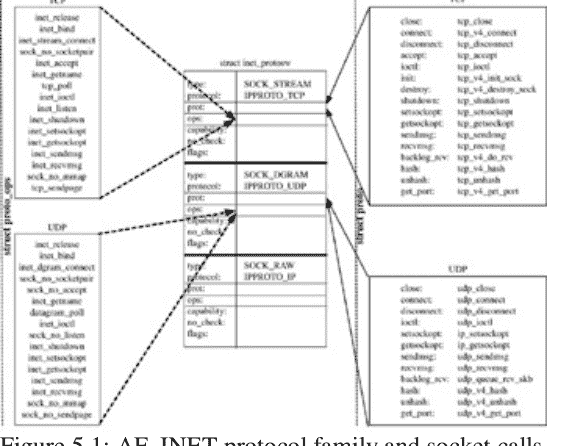 TCP
inet_release
inet_bind
inet_stream_connect
sock_no_socketpair
inet_accept
inet_getname
tcp_poll
inet_ioctl
inet_listen
inet_shutdown
inet_setsockopt
inet_getsockopt
inet_sendmsg
inet_recvmsg
sock_no_mmap
tcp_sendpage
struct proto_ops
UDP
inet_release
inet_bind
inet_dgram_connect
sock_no_socketpair
sock_no_accept
inet_getname
datagram_poll
inet_ioctl
sock_no_listen
inet_shutdown
inet_setsockopt
inet_getsockopt
inet_sendmsg
inet_recvmsg
sock_no_mmap
sock_no_sendpage
struct inet_protosw
type: SOCK_STREAM
protocol: IPPROTO_TCP
prot:
ops:
capability:
no_check:
flags:
type: SOCK_DGRAM
protocol: IPPROTO_UDP
prot:
ops:
capability:
no_check:
flags:
type: SOCK_RAW
protocol: IPPROTO_IP
prot:
ops:
capability:
no_check:
flags:
struct proto
close: tcp_close
connect: tcp_v4_connect
disconnect: tcp_disconnect
accept: tcp_accept
ioctl: tcp_ioctl
init: tcp_v4_init_sock
destroy: tcp_v4_destroy_sock
shutdown: tcp_shutdown
setsockopt: tcp_setsockopt
getsockopt: tcp_getsockopt
sendmsg: tcp_sendmsg
recvmsg: tcp_recvmsg
backlog_rcv: tcp_v4_do_rcv
hash: tcp_v4_hash
unhash: tcp_unhash
get_port: tcp_v4_get_port
UDP
close: udp_close
connect: udp_connect
disconnect: udp_disconnect
ioctl: udp_ioctl
setsockopt: ip_setsockopt
getsockopt: ip_getsockopt
sendmsg: udp_sendmsg
recvmsg: udp_recvmsg
backlog_rcv: udp_queue_rcv_skb
hash: udp_v4_hash
unhash: udp_v4_unhash
get_port: udp_v4_get_port
Figure 5.1: AF_INET protocol family and socket calls